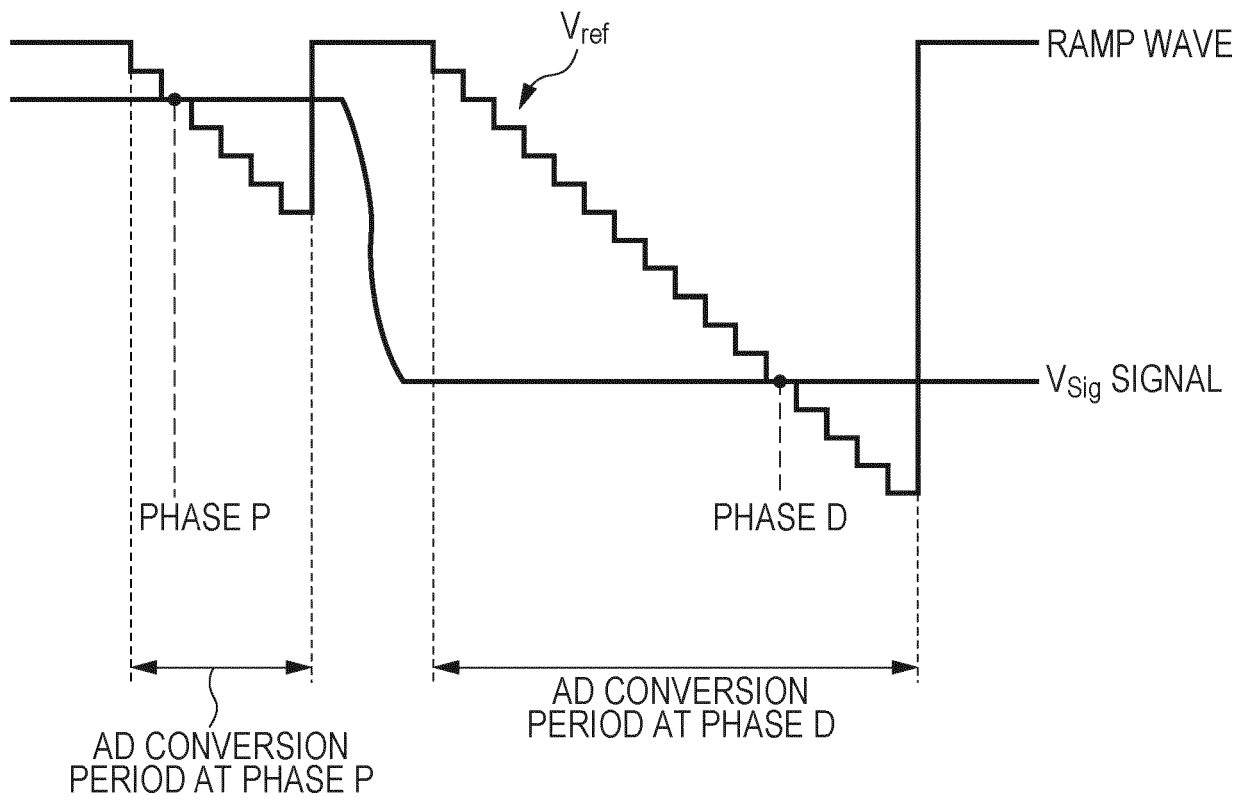 Vref
RAMP WAVE
VSig SIGNAL
PHASE P
PHASE D
AD CONVERSION
PERIOD AT PHASE D
AD CONVERSION
PERIOD AT PHASE P